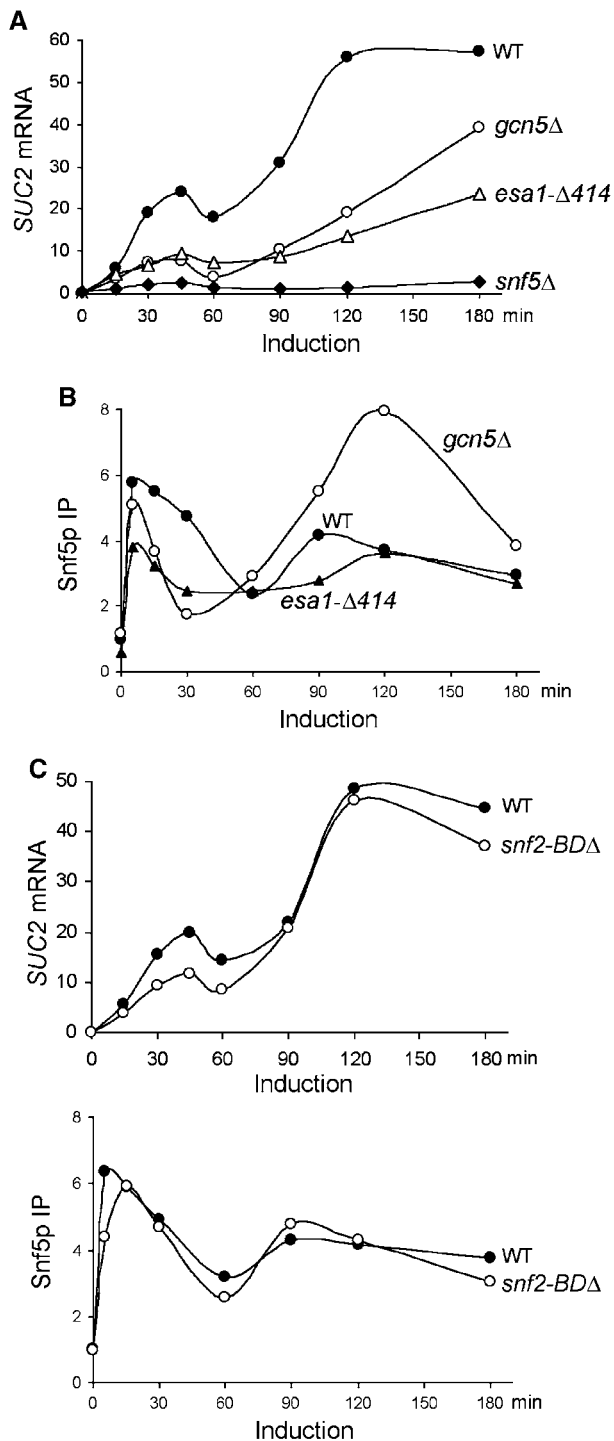 A
SUC2 mRNA
60
50
40
30
20
10
0
WT
gcn5Δ
esa1-Δ414
snf5Δ
0 30 60 90 120 150 180 min
Induction
B
Snf5p IP
8
6
4
2
0
gcn5Δ
WT
esa1-Δ414
0 30 60 90 120 150 180 min
Induction
C
SUC2 mRNA
50
40
30
20
10
0
WT
snf2-BDΔ
0 30 60 90 120 150 180 min
Induction
Snf5p IP
8
6
4
2
0
WT
snf2-BDΔ
0 30 60 90 120 150 180 min
Induction